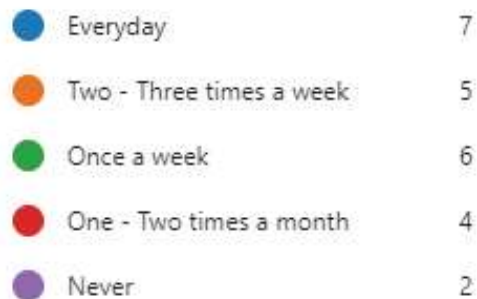 Everyday 7
Two - Three times a week 5
Once a week 6
One - Two times a month 4
Never 2